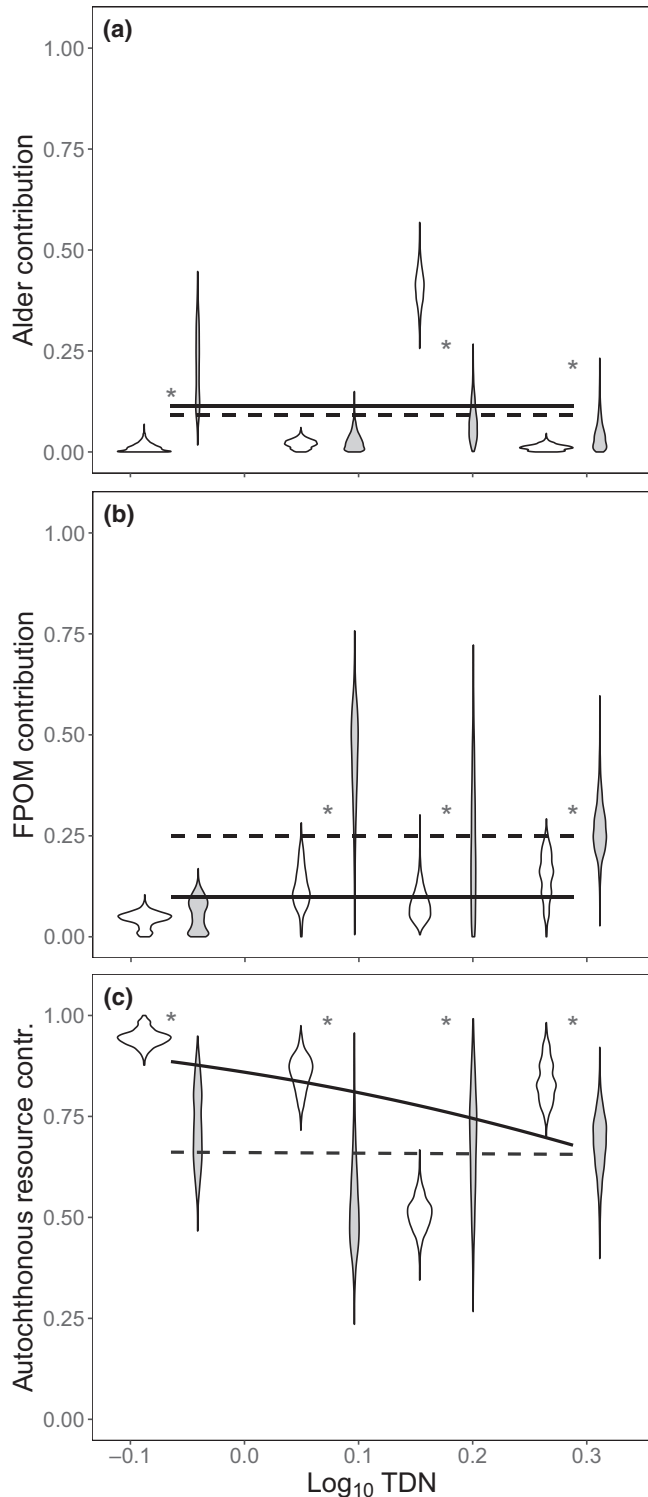 (a)
1.00
0.75
0.50
0.25
0.00
Alder contribution
* * *
(b)
1.00
0.75
0.50
0.25
0.00
FPOM contribution
* * *
(c)
1.00
0.75
0.50
0.25
0.00
Autochthonous resource contr.
* * * *
–0.1 0.0 0.1 0.2 0.3
Log₁₀ TDN